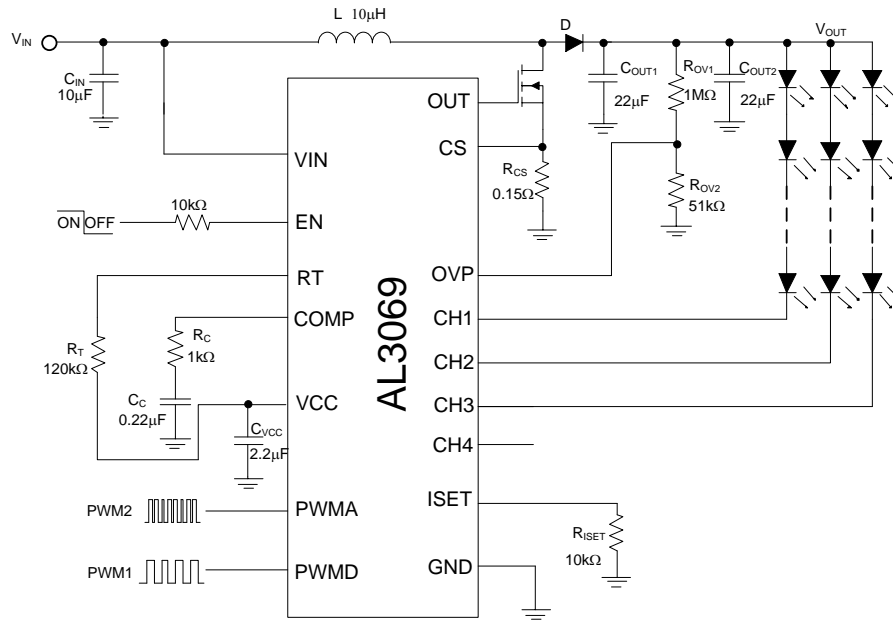 L 10μH
D
VIN
VOUT
CIN
10μF
COUT1
22μF
ROV1
1MΩ
COUT2
22μF
OUT
CS
VIN
RCS
0.15Ω
ROV2
51kΩ
10kΩ
ON OFF
EN
RT
OVP
COMP
CH1
RT
120kΩ
RC
1kΩ
AL3069
CH2
CC
0.22μF
VCC
CH3
CVCC
2.2μF
CH4
PWM2
PWMA
ISET
RISET
10kΩ
PWM1
PWMD
GND